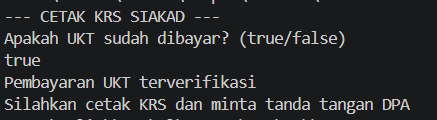 --- CETAK KRS SIAKAD ---
Apakah UKT sudah dibayar? (true/false)
true
Pembayaran UKT terverifikasi
Silahkan cetak KRS dan minta tanda tangan DPA